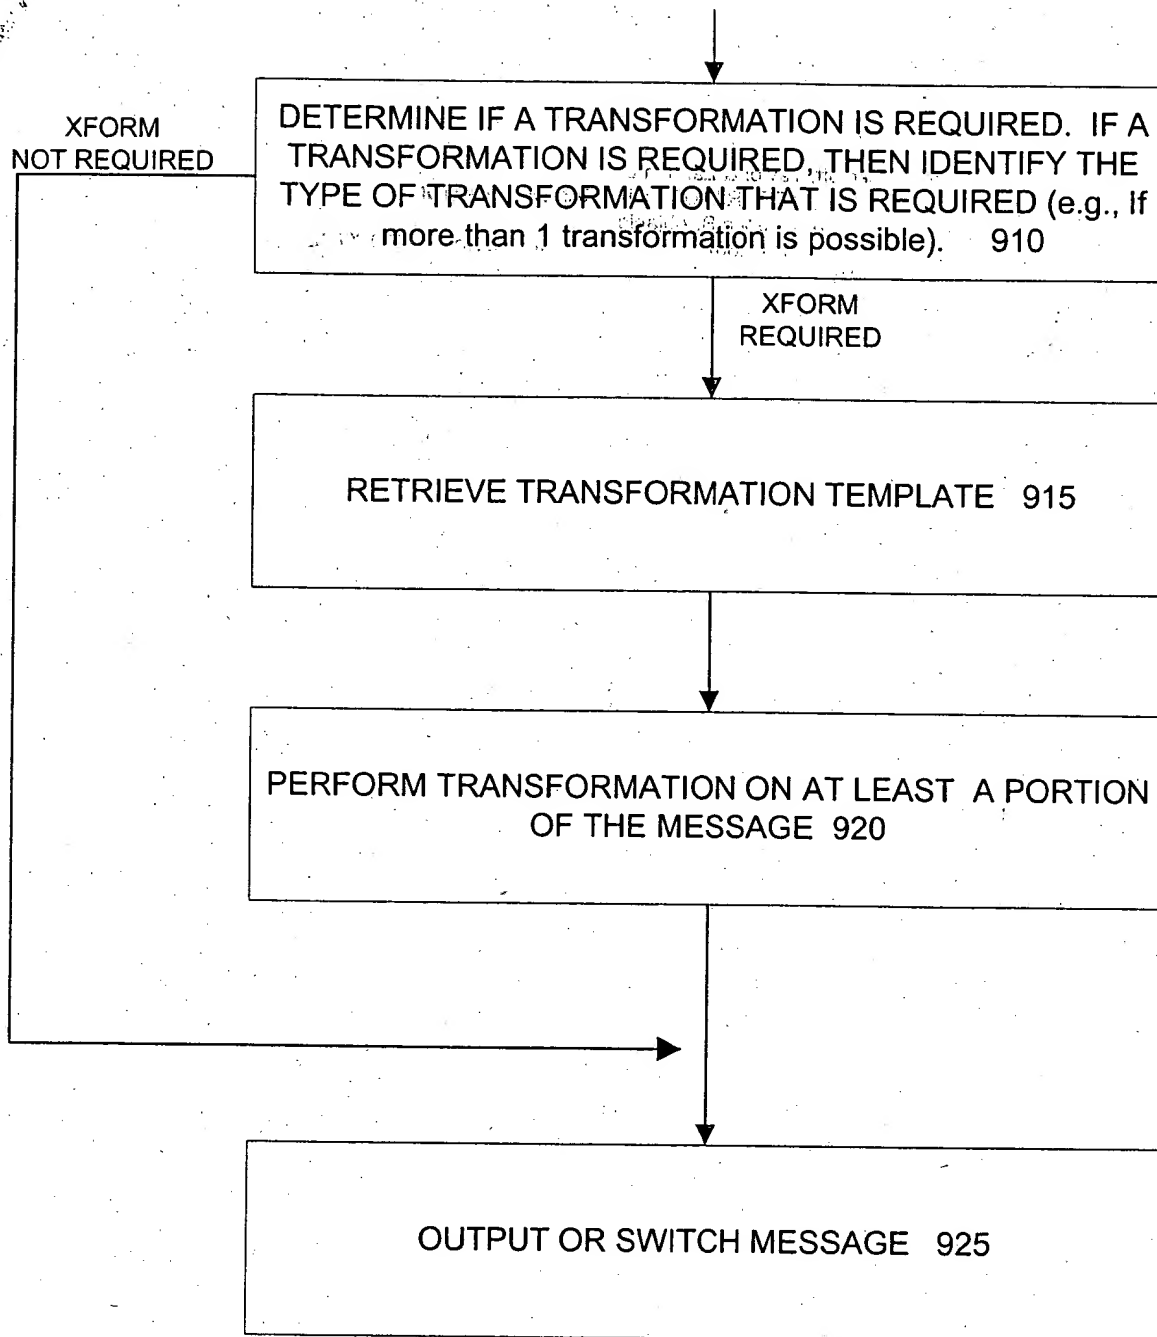 XFORM
NOT REQUIRED
DETERMINE IF A TRANSFORMATION IS REQUIRED. IF A
TRANSFORMATION IS REQUIRED, THEN IDENTIFY THE
TYPE OF TRANSFORMATION THAT IS REQUIRED (e.g., If
more than 1 transformation is possible). 910
XFORM
REQUIRED
RETRIEVE TRANSFORMATION TEMPLATE 915
PERFORM TRANSFORMATION ON AT LEAST A PORTION
OF THE MESSAGE 920
OUTPUT OR SWITCH MESSAGE 925